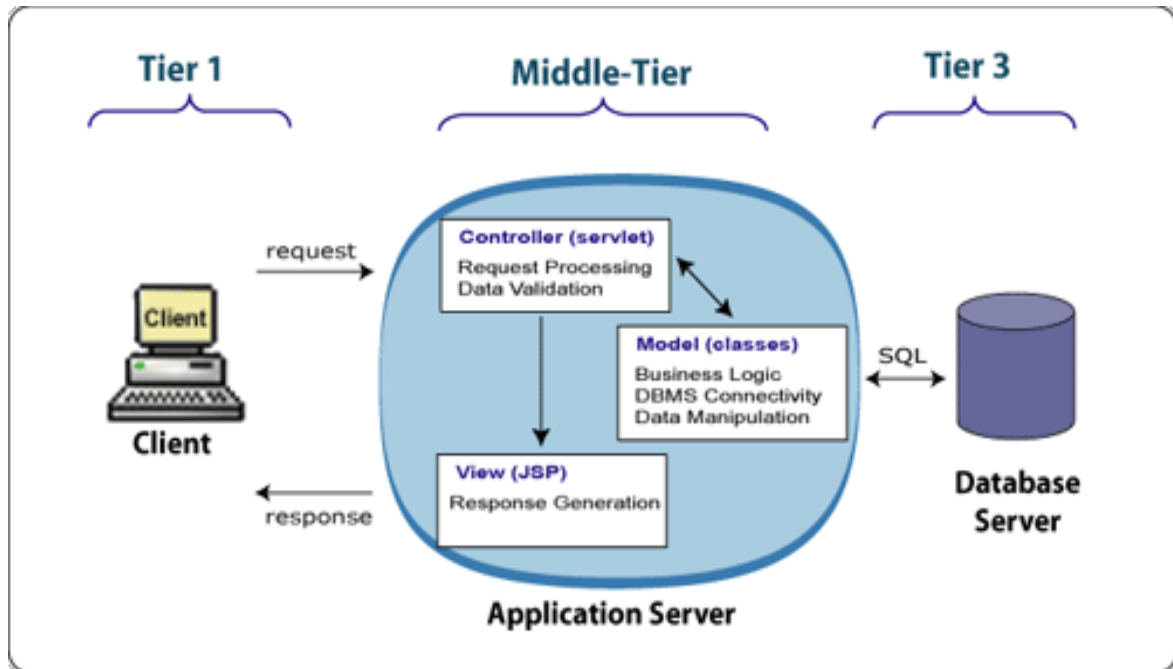 Tier 1
Middle-Tier
Tier 3
request
Controller (servlet)
Request Processing
Data Validation
Client
Client
Model (classes)
Business Logic
DBMS Connectivity
Data Manipulation
SQL
View (JSP)
Response Generation
response
Database
Server
Application Server